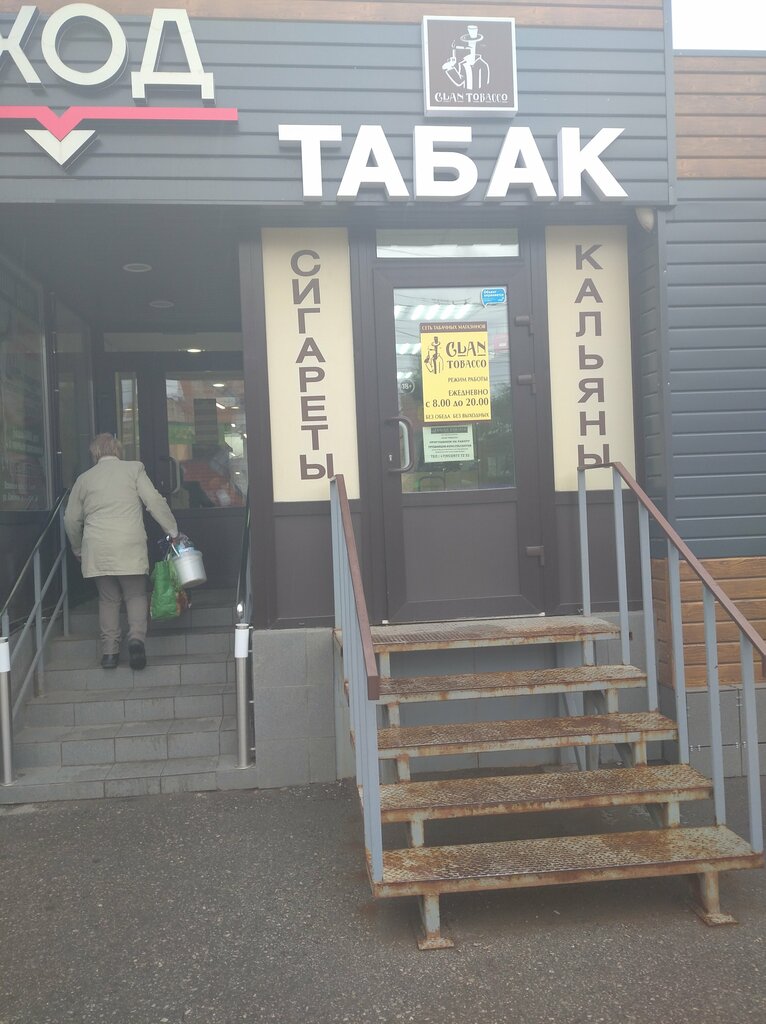 ХОД
CLAN TOBACCO
ТАБАК
СИГАРЕТЫ
КАЛЬЯНЫ
СЕТЬ ТАБАЧНЫХ МАГАЗИНОВ
CLAN
TOBACCO
РЕЖИМ РАБОТЫ
ЕЖЕДНЕВНО
с 8.00 до 20.00
БЕЗ ОБЕДА БЕЗ ВЫХОДНЫХ
18+